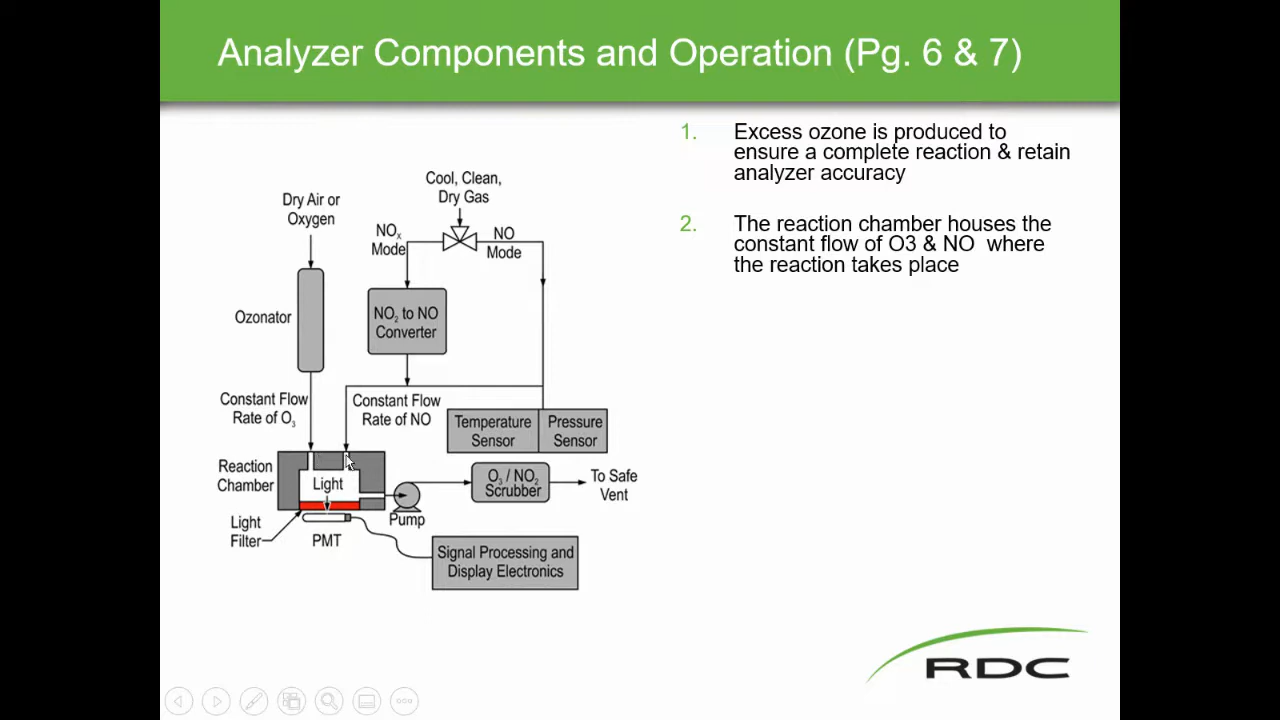 Analyzer Components and Operation (Pg. 6 & 7)
1. Excess ozone is produced to
ensure a complete reaction & retain
analyzer accuracy
2. The reaction chamber houses the
constant flow of O3 & NO where
the reaction takes place
Cool, Clean,
Dry Gas
Dry Air or
Oxygen
NOx
Mode
NO
Mode
Ozonator
NO2 to NO
Converter
Constant Flow
Rate of O3
Constant Flow
Rate of NO
Temperature
Sensor
Pressure
Sensor
Reaction
Chamber
Light
O3 / NO2
Scrubber
To Safe
Vent
Light
Filter
PMT
Pump
Signal Processing and
Display Electronics
RDC